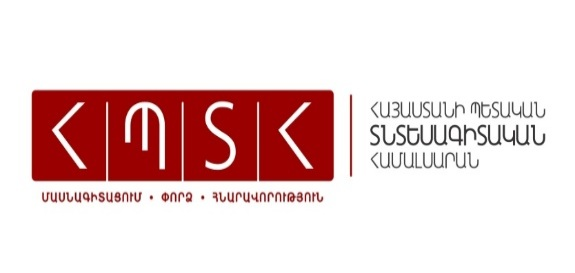 ՀՊՏՀ
ՄԱՍՆԱԳԻՏԱՑՈՒՄ • ՓՈՐՁ • ՀՆԱՐԱՎՈՐՈՒԹՅՈՒՆ
ՀԱՅԱՍՏԱՆԻ ՊԵՏԱԿԱՆ
ՏՆՏԵՍԱԳԻՏԱԿԱՆ
ՀԱՄԱԼՍԱՐԱՆ